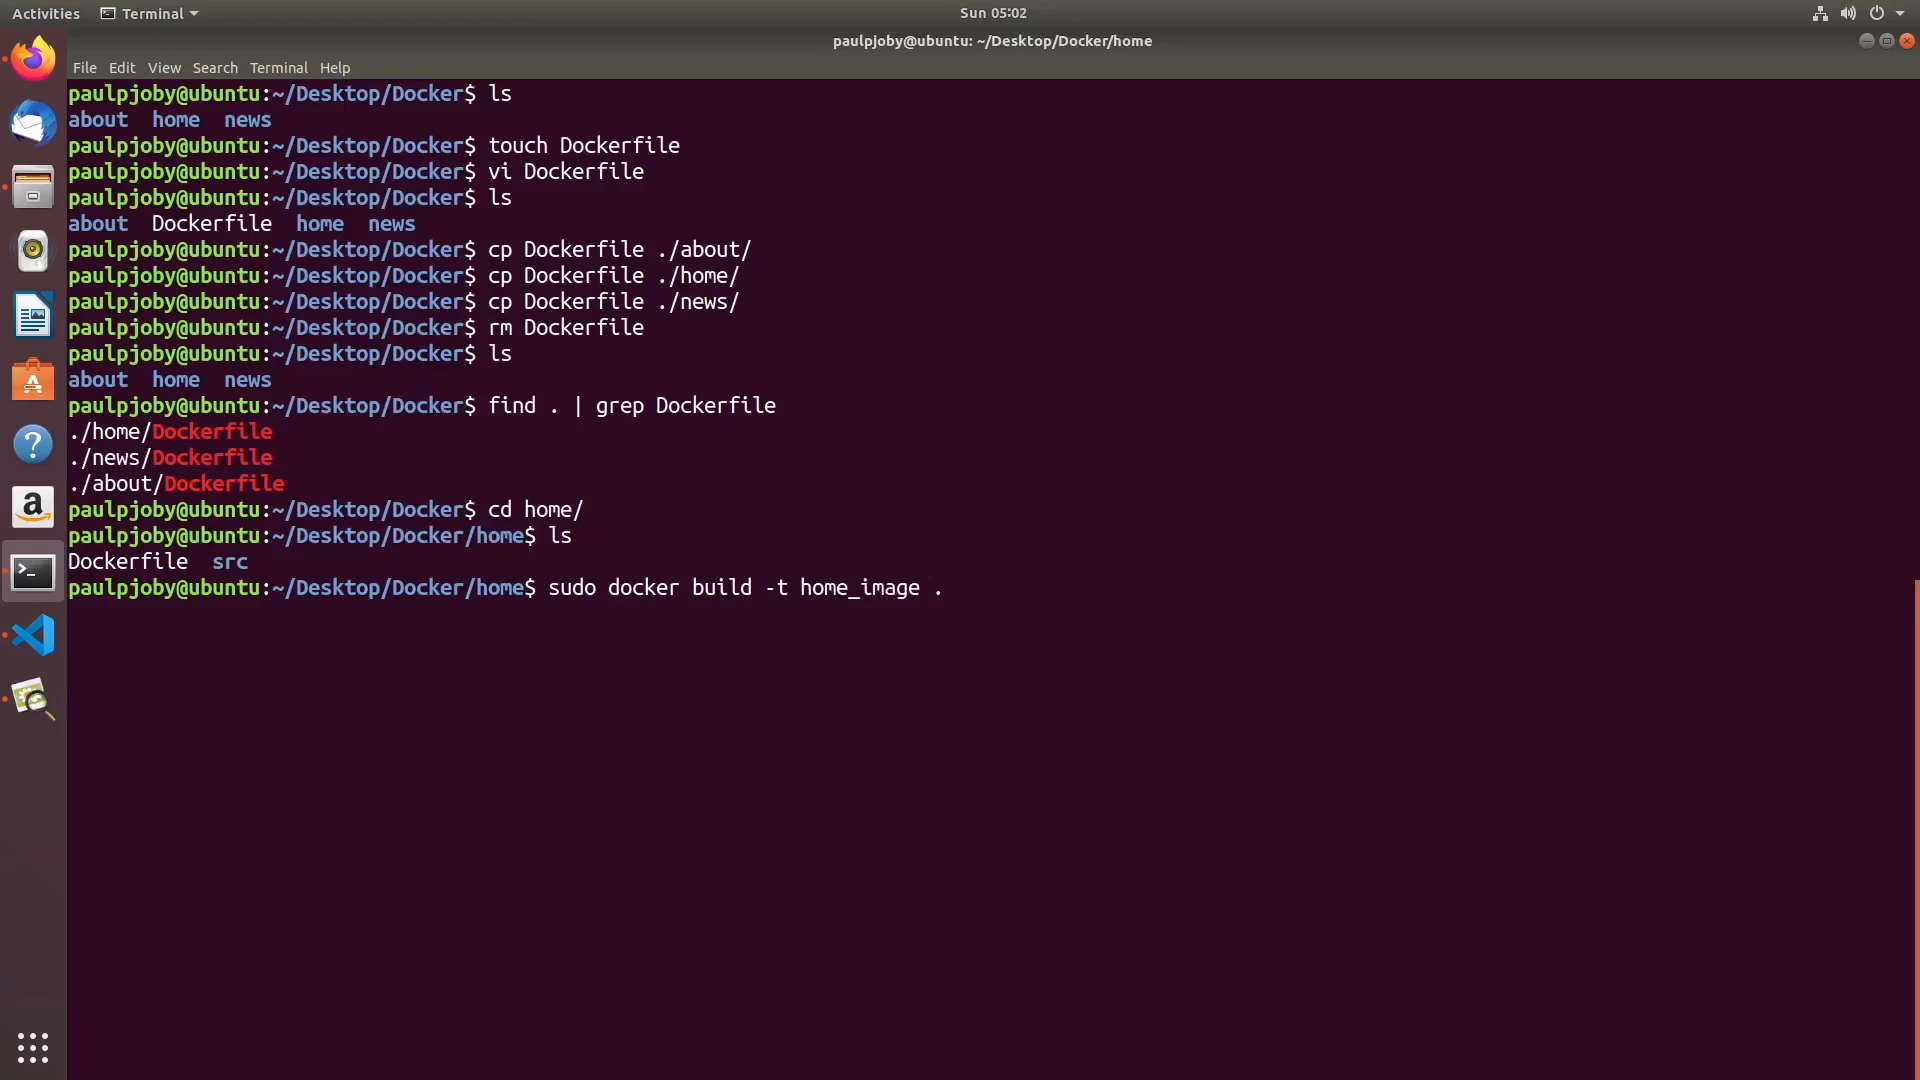 Activities Terminal Sun 05:02
paulpjoby@ubuntu: ~/Desktop/Docker/home
File Edit View Search Terminal Help
paulpjoby@ubuntu:~/Desktop/Docker$ ls
about  home  news
paulpjoby@ubuntu:~/Desktop/Docker$ touch Dockerfile
paulpjoby@ubuntu:~/Desktop/Docker$ vi Dockerfile
paulpjoby@ubuntu:~/Desktop/Docker$ ls
about  Dockerfile  home  news
paulpjoby@ubuntu:~/Desktop/Docker$ cp Dockerfile ./about/
paulpjoby@ubuntu:~/Desktop/Docker$ cp Dockerfile ./home/
paulpjoby@ubuntu:~/Desktop/Docker$ cp Dockerfile ./news/
paulpjoby@ubuntu:~/Desktop/Docker$ rm Dockerfile
paulpjoby@ubuntu:~/Desktop/Docker$ ls
about  home  news
paulpjoby@ubuntu:~/Desktop/Docker$ find . | grep Dockerfile
./home/Dockerfile
./news/Dockerfile
./about/Dockerfile
paulpjoby@ubuntu:~/Desktop/Docker$ cd home/
paulpjoby@ubuntu:~/Desktop/Docker/home$ ls
Dockerfile  src
paulpjoby@ubuntu:~/Desktop/Docker/home$ sudo docker build -t home_image .